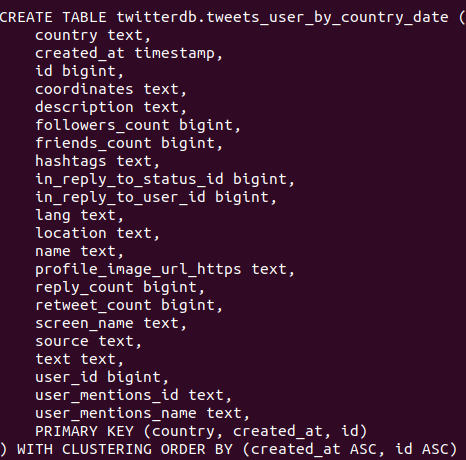 CREATE TABLE twitterdb.tweets_user_by_country_date (
    country text,
    created_at timestamp,
    id bigint,
    coordinates text,
    description text,
    followers_count bigint,
    friends_count bigint,
    hashtags text,
    in_reply_to_status_id bigint,
    in_reply_to_user_id bigint,
    lang text,
    location text,
    name text,
    profile_image_url_https text,
    reply_count bigint,
    retweet_count bigint,
    screen_name text,
    source text,
    text text,
    user_id bigint,
    user_mentions_id text,
    user_mentions_name text,
    PRIMARY KEY (country, created_at, id)
) WITH CLUSTERING ORDER BY (created_at ASC, id ASC)